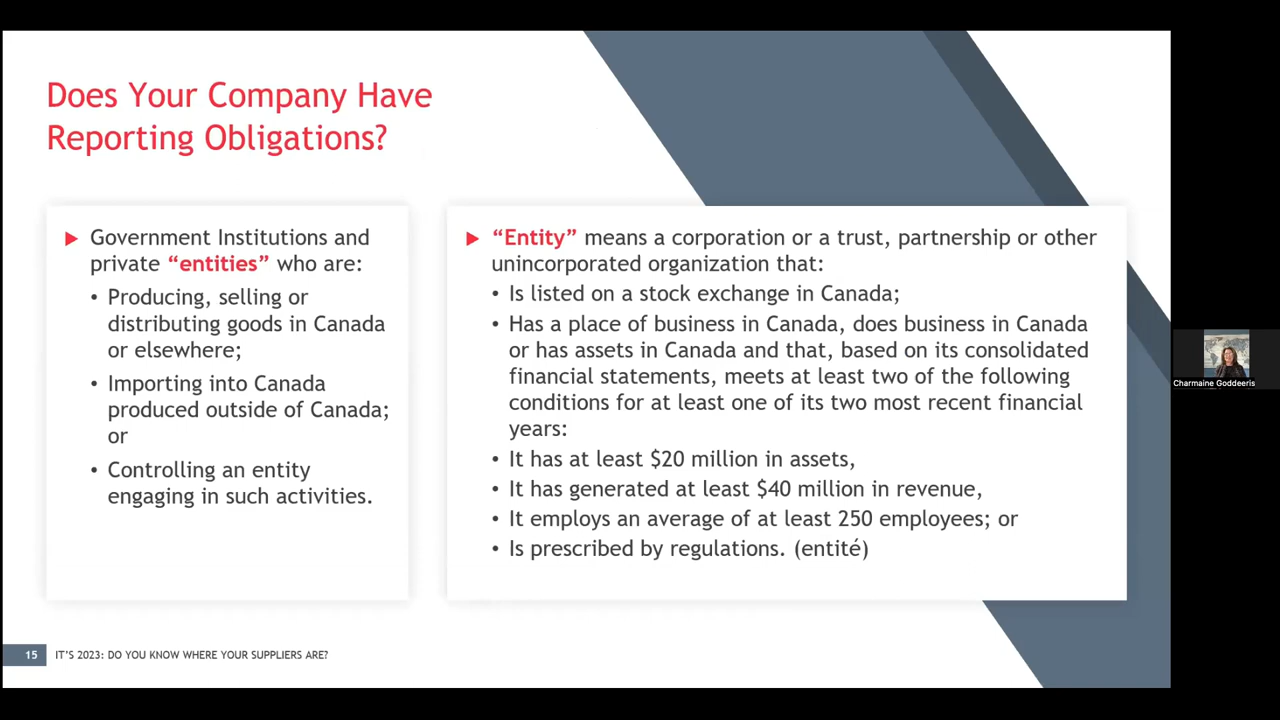 Does Your Company Have
Reporting Obligations?
Government Institutions and
private “entities” who are:
• Producing, selling or
distributing goods in Canada
or elsewhere;
• Importing into Canada
produced outside of Canada;
or
• Controlling an entity
engaging in such activities.
“Entity” means a corporation or a trust, partnership or other
unincorporated organization that:
• Is listed on a stock exchange in Canada;
• Has a place of business in Canada, does business in Canada
or has assets in Canada and that, based on its consolidated
financial statements, meets at least two of the following
conditions for at least one of its two most recent financial
years:
• It has at least $20 million in assets,
• It has generated at least $40 million in revenue,
• It employs an average of at least 250 employees; or
• Is prescribed by regulations. (entité)
Charmaine Goddeeris
15 IT’S 2023: DO YOU KNOW WHERE YOUR SUPPLIERS ARE?